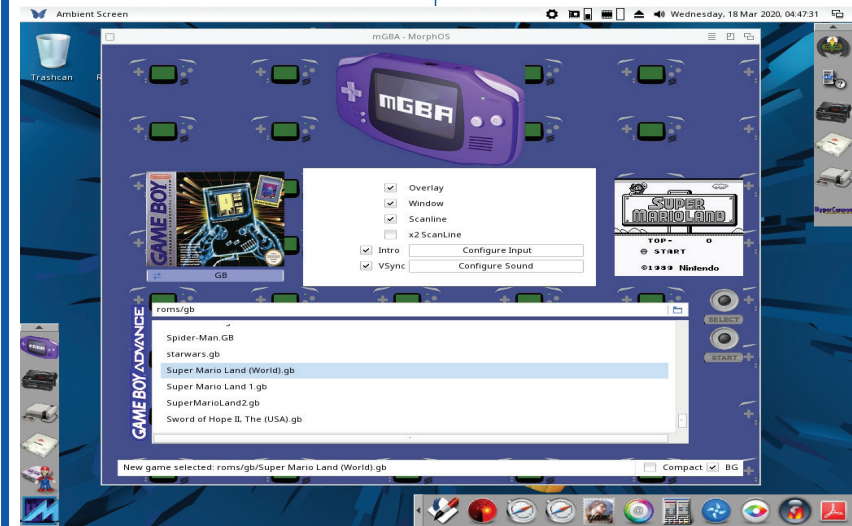 Ambient Screen
Wednesday, 18 Mar 2020, 04:47:31
mGBA - MorphOS
Trashcan
R
mGBA
GAME BOY
GB
Overlay
Window
Scanline
x2 ScanLine
Intro
Configure Input
VSync
Configure Sound
SUPER
MARIOLAND
TOP- 0
START
©1989 Nintendo
GAME BOY ADVANCE
roms/gb
Spider-Man.GB
starwars.gb
Super Mario Land (World).gb
Super Mario Land 1.gb
SuperMarioLand2.gb
Sword of Hope II, The (USA).gb
SELECT
START
New game selected: roms/gb/Super Mario Land (World).gb
Compact
BG